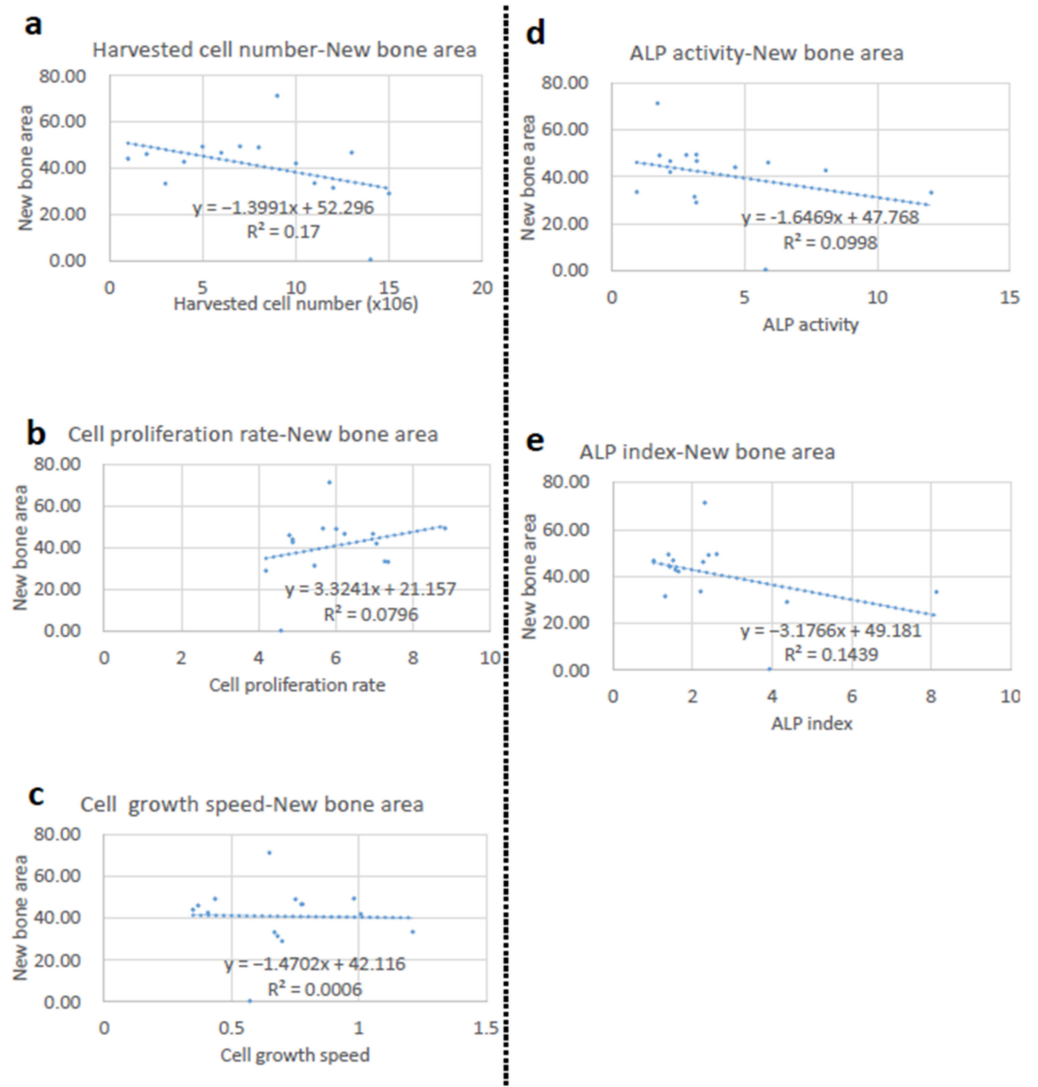 a
Harvested cell number-New bone area
80.00
60.00
40.00
20.00
0.00
New bone area
y = −1.3991x + 52.296
R² = 0.17
0 5 10 15 20
Harvested cell number (x106)
b
Cell proliferation rate-New bone area
80.00
60.00
40.00
20.00
0.00
New bone area
y = 3.3241x + 21.157
R² = 0.0796
0 2 4 6 8 10
Cell proliferation rate
c
Cell growth speed-New bone area
80.00
60.00
40.00
20.00
0.00
New bone area
y = −1.4702x + 42.116
R² = 0.0006
0 0.5 1 1.5
Cell growth speed
d
ALP activity-New bone area
80.00
60.00
40.00
20.00
0.00
New bone area
y = -1.6469x + 47.768
R² = 0.0998
0 5 10 15
ALP activity
e
ALP index-New bone area
80.00
60.00
40.00
20.00
0.00
New bone area
y = −3.1766x + 49.181
R² = 0.1439
0 2 4 6 8 10
ALP index